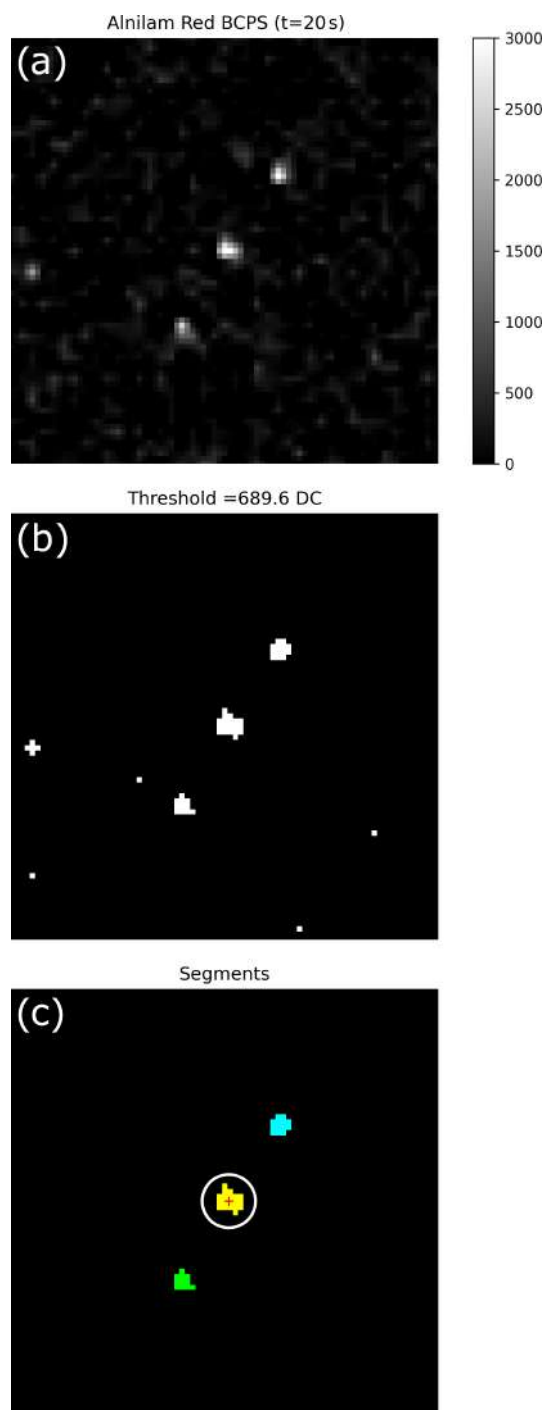 Alnilam Red BCPS (t=20s)
(a)
3000
2500
2000
1500
1000
500
0
Threshold =689.6 DC
(b)
Segments
(c)